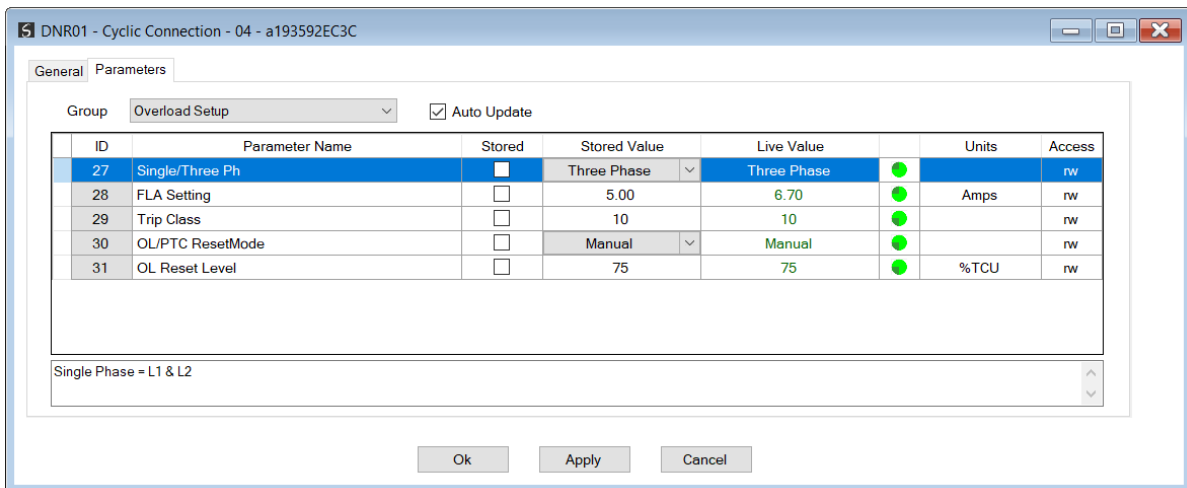 DNR01 - Cyclic Connection - 04 - a193592EC3C
General Parameters
Group Overload Setup Auto Update
ID Parameter Name Stored Stored Value Live Value Units Access
27 Single/Three Ph Three Phase Three Phase rw
28 FLA Setting 5.00 6.70 Amps rw
29 Trip Class 10 10 rw
30 OL/PTC ResetMode Manual Manual rw
31 OL Reset Level 75 75 %TCU rw
Single Phase = L1 & L2
Ok Apply Cancel